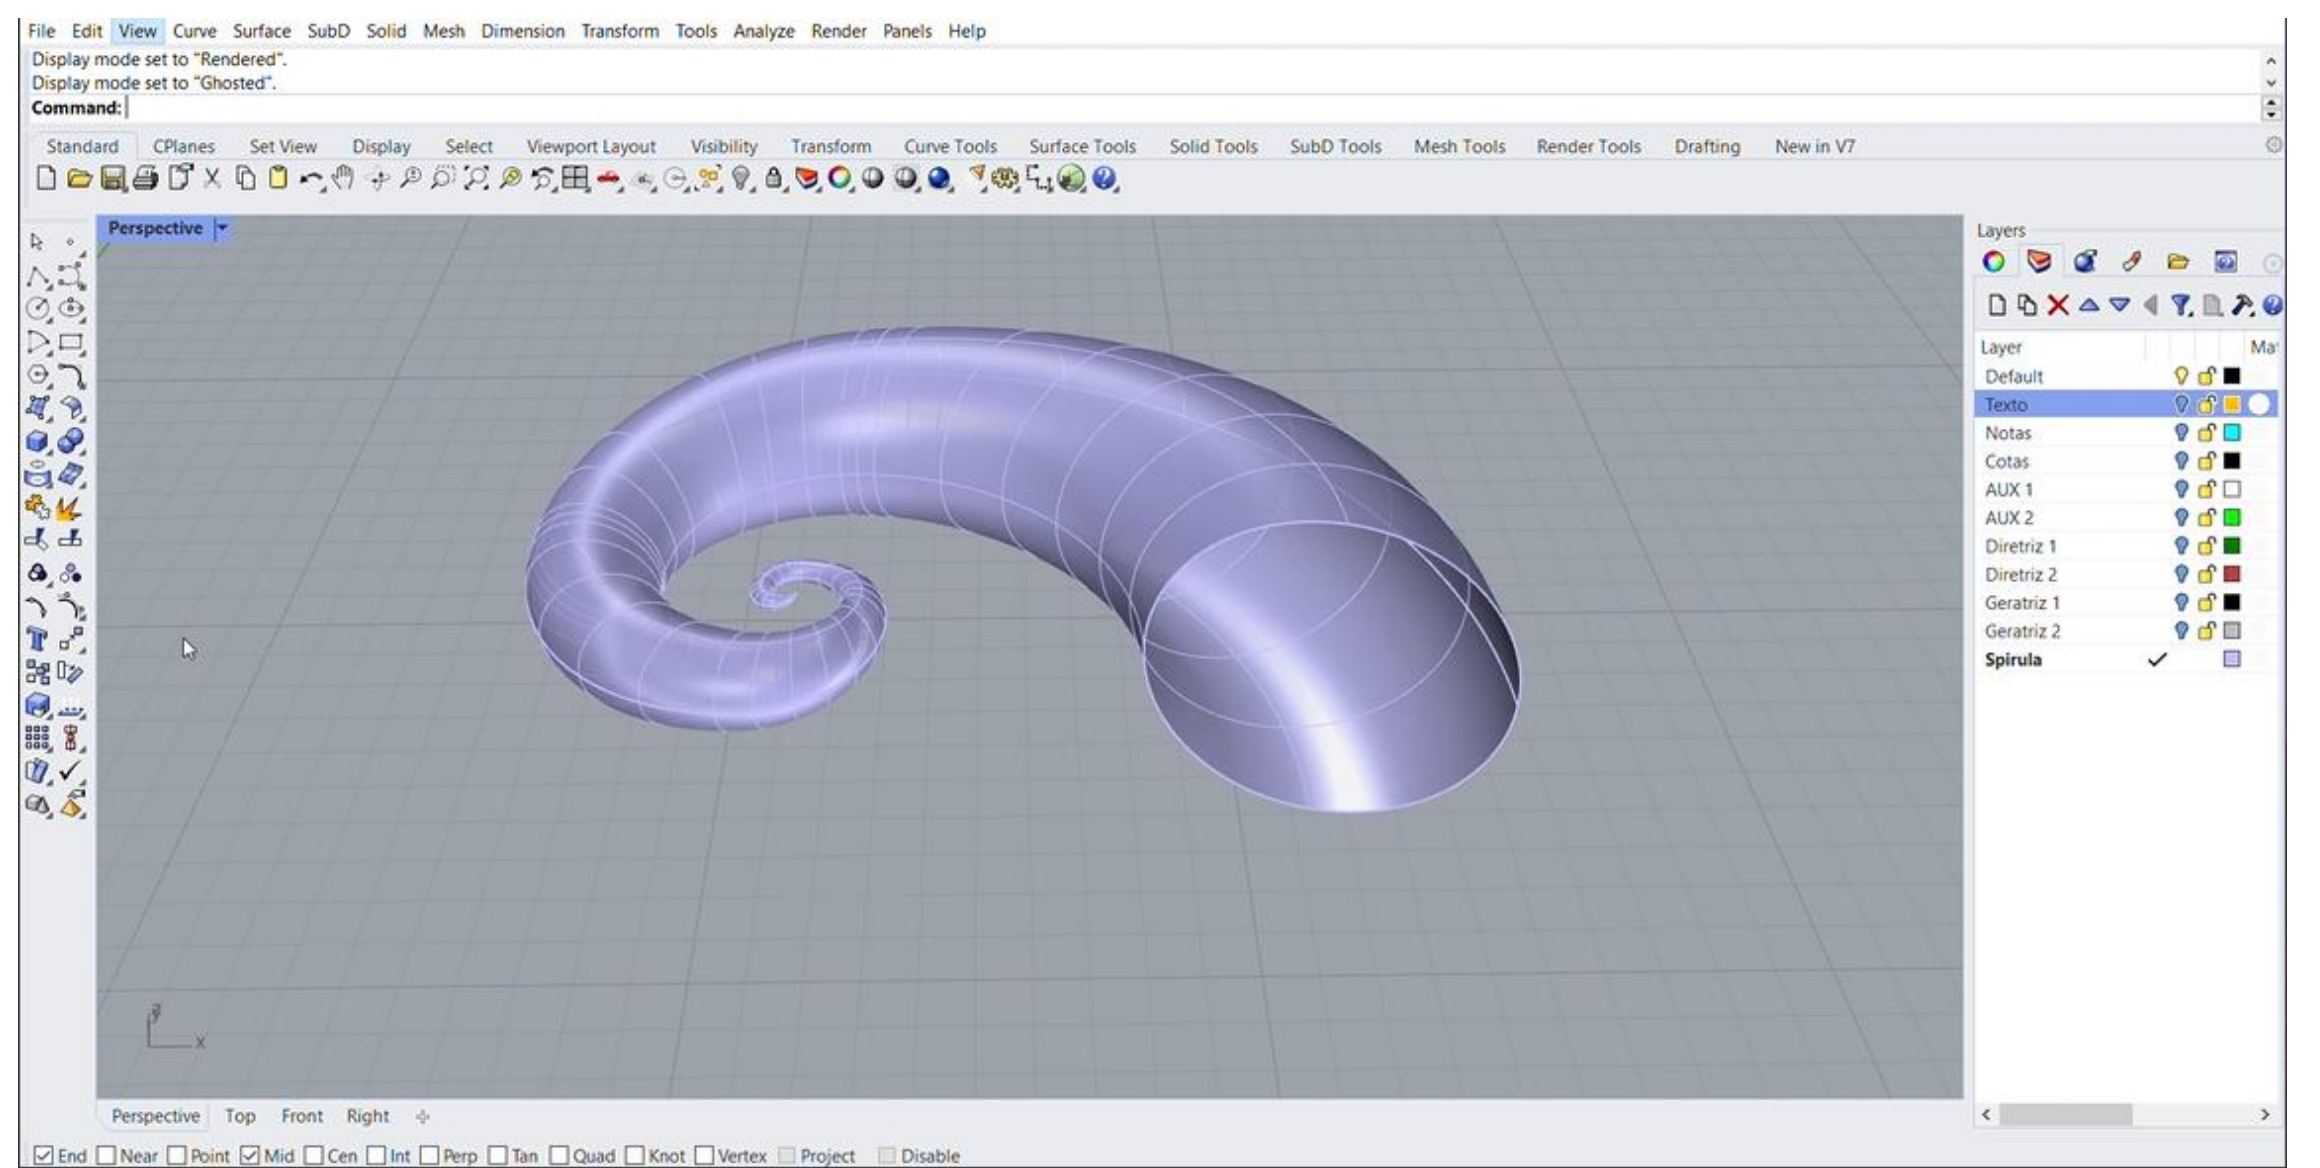 File Edit View Curve Surface SubD Solid Mesh Dimension Transform Tools Analyze Render Panels Help
Display mode set to "Rendered".
Display mode set to "Ghosted".
Command:
Standard CPlanes Set View Display Select Viewport Layout Visibility Transform Curve Tools Surface Tools Solid Tools SubD Tools Mesh Tools Render Tools Drafting New in V7
Perspective
Layers
Layer
Default
Texto
Notas
Cotas
AUX 1
AUX 2
Diretriz 1
Diretriz 2
Geratriz 1
Geratriz 2
Spirula
x
Perspective Top Front Right
End Near Point Mid Cen Int Perp Tan Quad Knot Vertex Project Disable